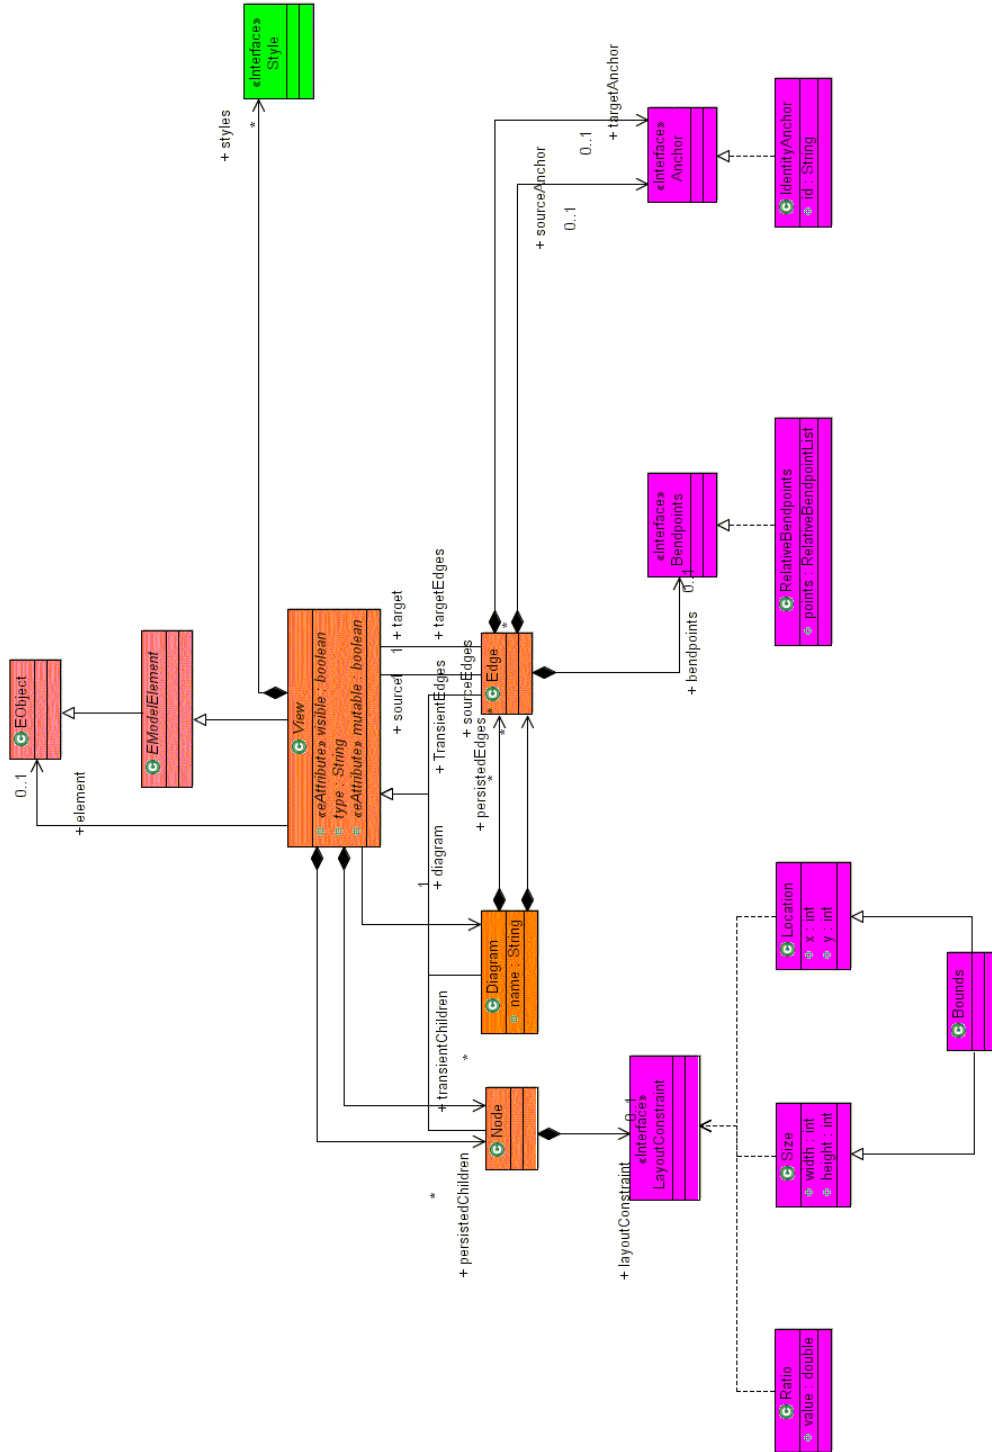 «Interface»
Style
+ styles
*
EObject
0..1
+ element
EModelElement
View
«eAttribute» visible : boolean
type : String
«eAttribute» mutable : boolean
+ target
1
+ source
1
+ targetEdges
*
+ sourceEdges
*
+ TransientEdges
*
+ persistedEdges
*
+ diagram
1
Edge
Diagram
name : String
+ transientChildren
*
+ persistedChildren
*
Node
+ layoutConstraint
0..1
«Interface»
LayoutConstraint
+ bendpoints
0..1
«Interface»
Bendpoints
+ sourceAnchor
0..1
+ targetAnchor
0..1
«Interface»
Anchor
IdentityAnchor
id : String
RelativeBendpoints
points : RelativeBendpointList
Location
x : int
y : int
Size
width : int
height : int
Ratio
value : double
Bounds